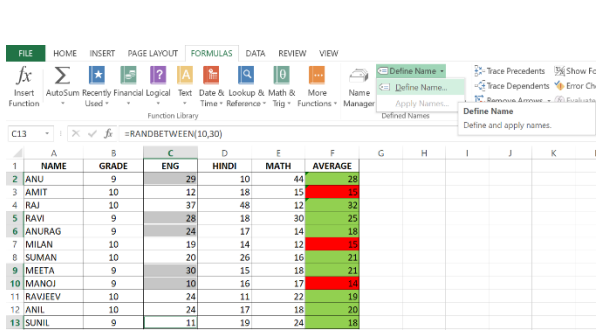 FILE HOME INSERT PAGE LAYOUT FORMULAS DATA REVIEW VIEW
fx Σ ? A θ ... Define Name Trace Precedents Show Fo
Insert AutoSum Recently Financial Logical Text Date & Lookup & Math & More Name Define Name... Trace Dependents Error Che
Function Used Time Reference Trig Functions Manager Apply Names... Remove Arrows Evaluate
Function Library Defined Names
Define Name
Define and apply names.
C13 fx =RANDBETWEEN(10,30)
A B C D E F G H I J K
1 NAME GRADE ENG HINDI MATH AVERAGE
2 ANU 9 29 10 44 28
3 AMIT 10 12 18 15 15
4 RAJ 10 37 48 12 32
5 RAVI 9 28 18 30 25
6 ANURAG 9 24 17 14 18
7 MILAN 10 19 14 12 15
8 SUMAN 10 20 26 16 21
9 MEETA 9 30 15 18 21
10 MANOJ 9 10 16 17 14
11 RAVJEEV 10 24 11 22 19
12 ANIL 10 24 17 18 20
13 SUNIL 9 11 19 24 18